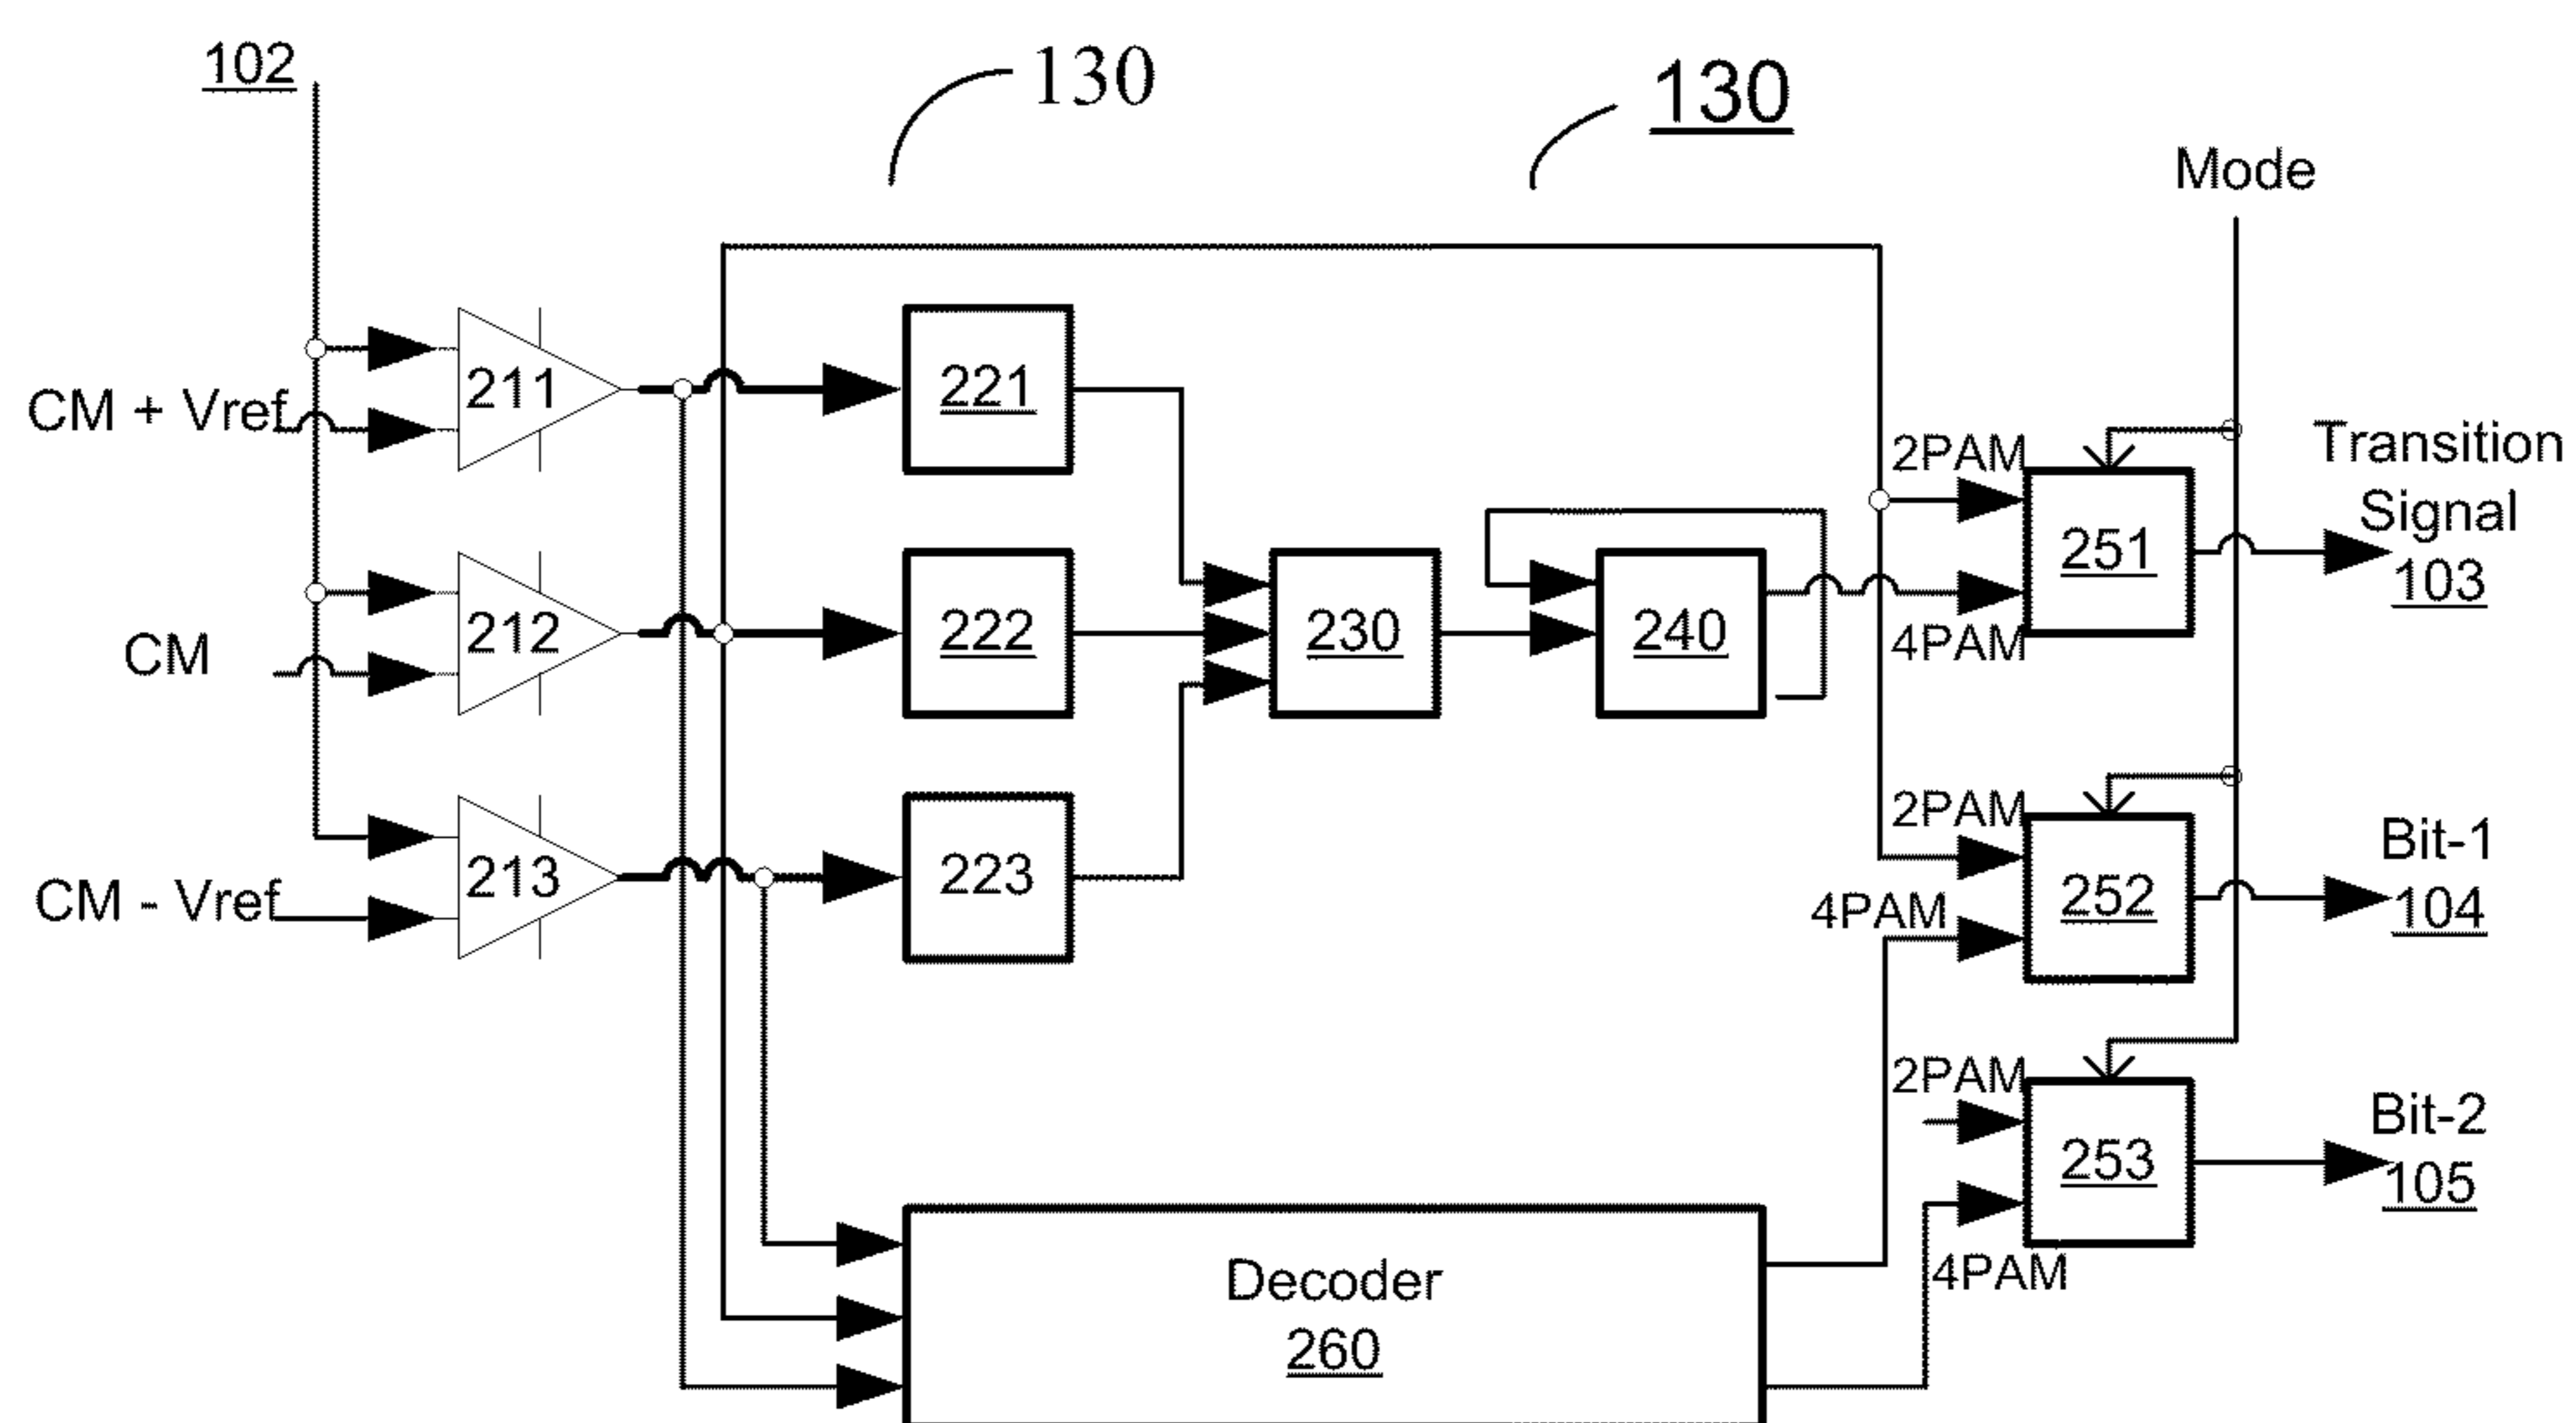 102
130
130
Mode
CM + Vref
211
221
2PAM
Transition
Signal
103
251
4PAM
CM
212
222
230
240
CM - Vref
213
223
2PAM
Bit-1
104
252
4PAM
2PAM
Bit-2
105
253
4PAM
Decoder
260